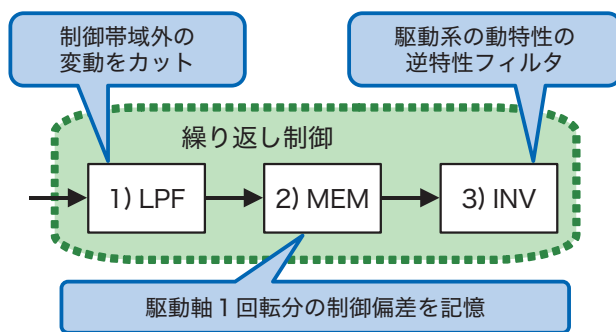 制御帯域外の
変動をカット
駆動系の動特性の
逆特性フィルタ
繰り返し制御
1) LPF
2) MEM
3) INV
駆動軸1回転分の制御偏差を記憶